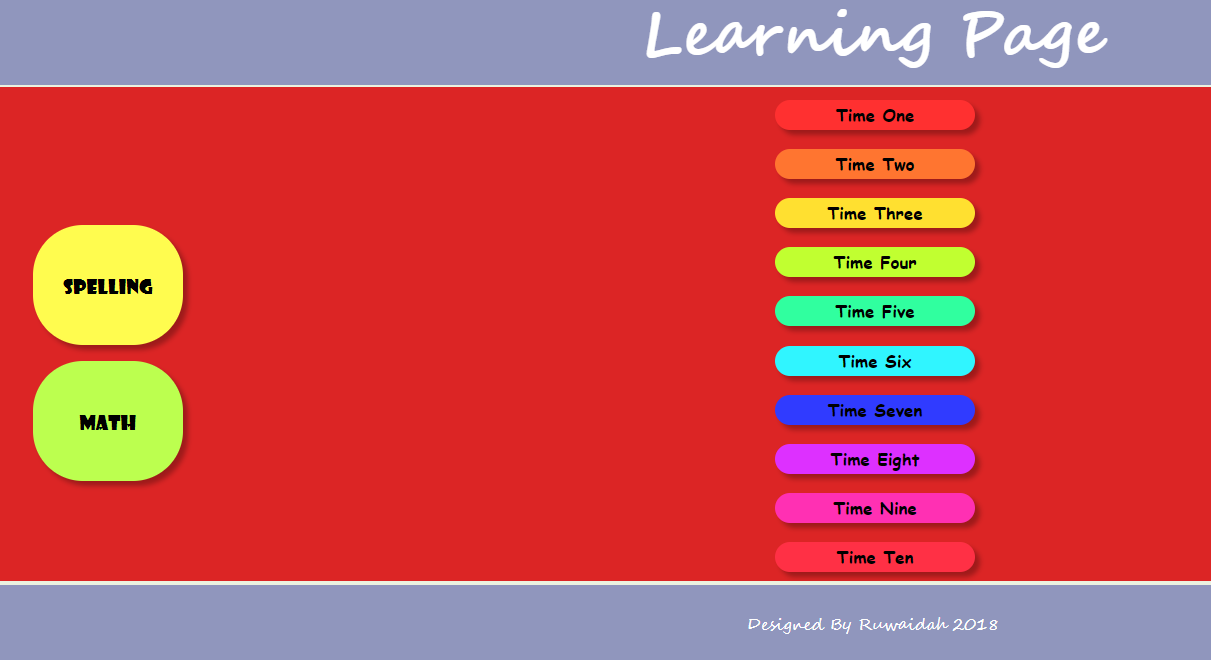 Learning Page
Time One
Time Two
Time Three
Time Four
Time Five
Time Six
Time Seven
Time Eight
Time Nine
Time Ten
SPELLING
MATH
Designed By Ruwaidah 2018